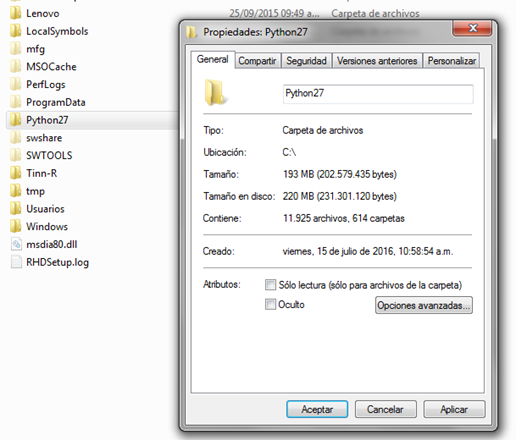 Lenovo 25/09/2015 09:49 a... Carpeta de archivos
LocalSymbols
mfg
MSOCache
PerfLogs
ProgramData
Python27
swshare
SWTOOLS
Tinn-R
tmp
Usuarios
Windows
msdia80.dll
RHDSetup.log
Propiedades: Python27
General Compartir Seguridad Versiones anteriores Personalizar
Python27
Tipo: Carpeta de archivos
Ubicación: C:\
Tamaño: 193 MB (202.579.435 bytes)
Tamaño en disco: 220 MB (231.301.120 bytes)
Contiene: 11.925 archivos, 614 carpetas
Creado: viernes, 15 de julio de 2016, 10:58:54 a.m.
Atributos: Sólo lectura (sólo para archivos de la carpeta)
Oculto Opciones avanzadas...
Aceptar Cancelar Aplicar